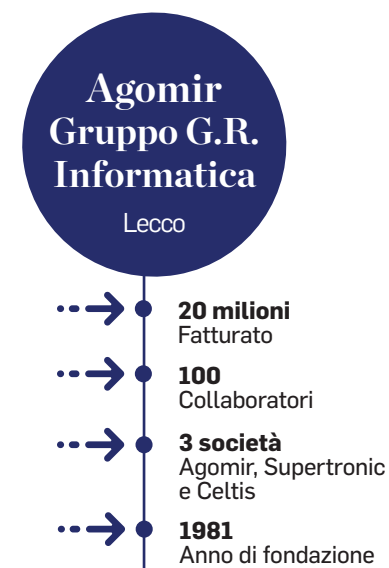 Agomir
Gruppo G.R.
Informatica
Lecco
20 milioni
Fatturato
100
Collaboratori
3 società
Agomir, Supertronic
e Celtis
1981
Anno di fondazione